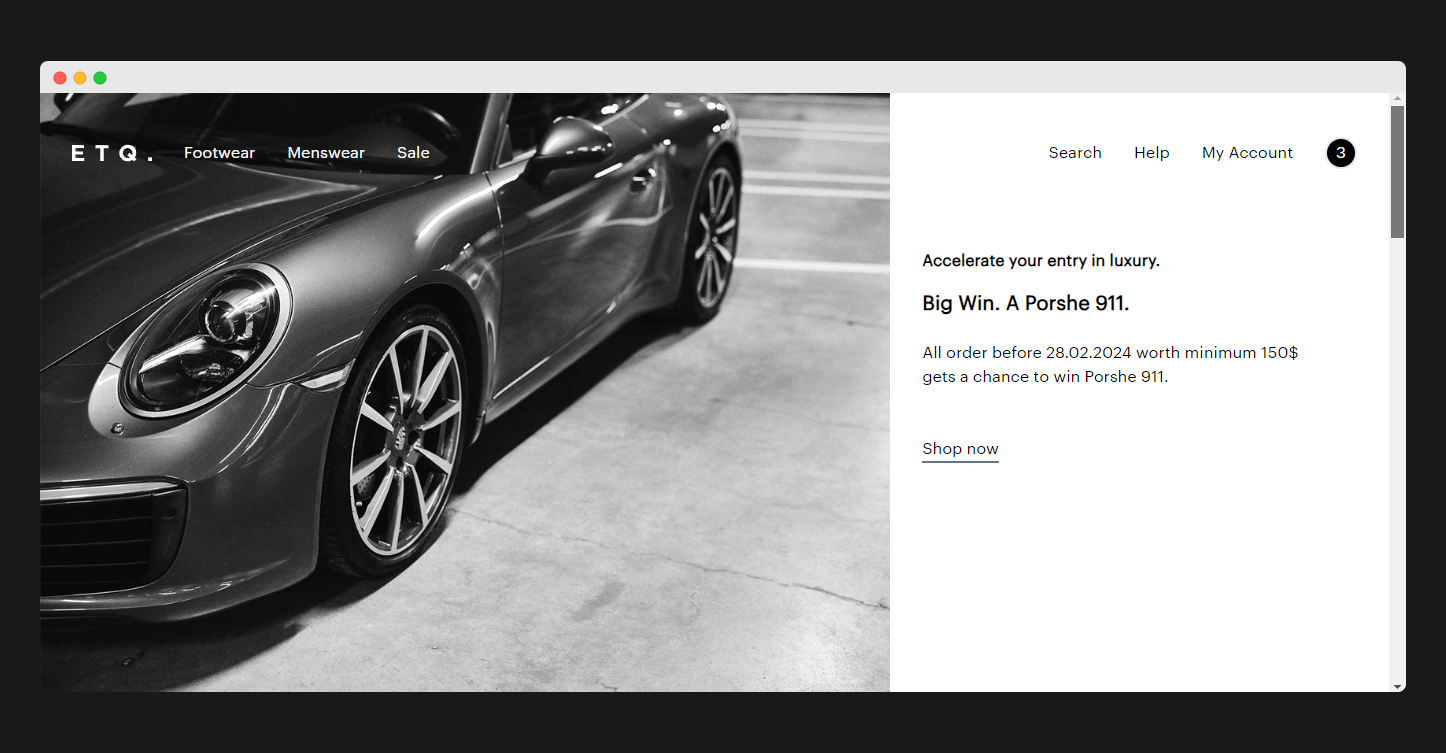 E T Q .
Footwear Menswear Sale
Search Help My Account 3
Accelerate your entry in luxury.
Big Win. A Porshe 911.
All order before 28.02.2024 worth minimum 150$
gets a chance to win Porshe 911.
Shop now